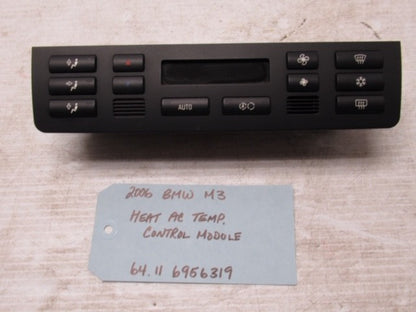 AUTO
2006 BMW M3
HEAT AC TEMP.
CONTROL MODULE
64.11 6956319